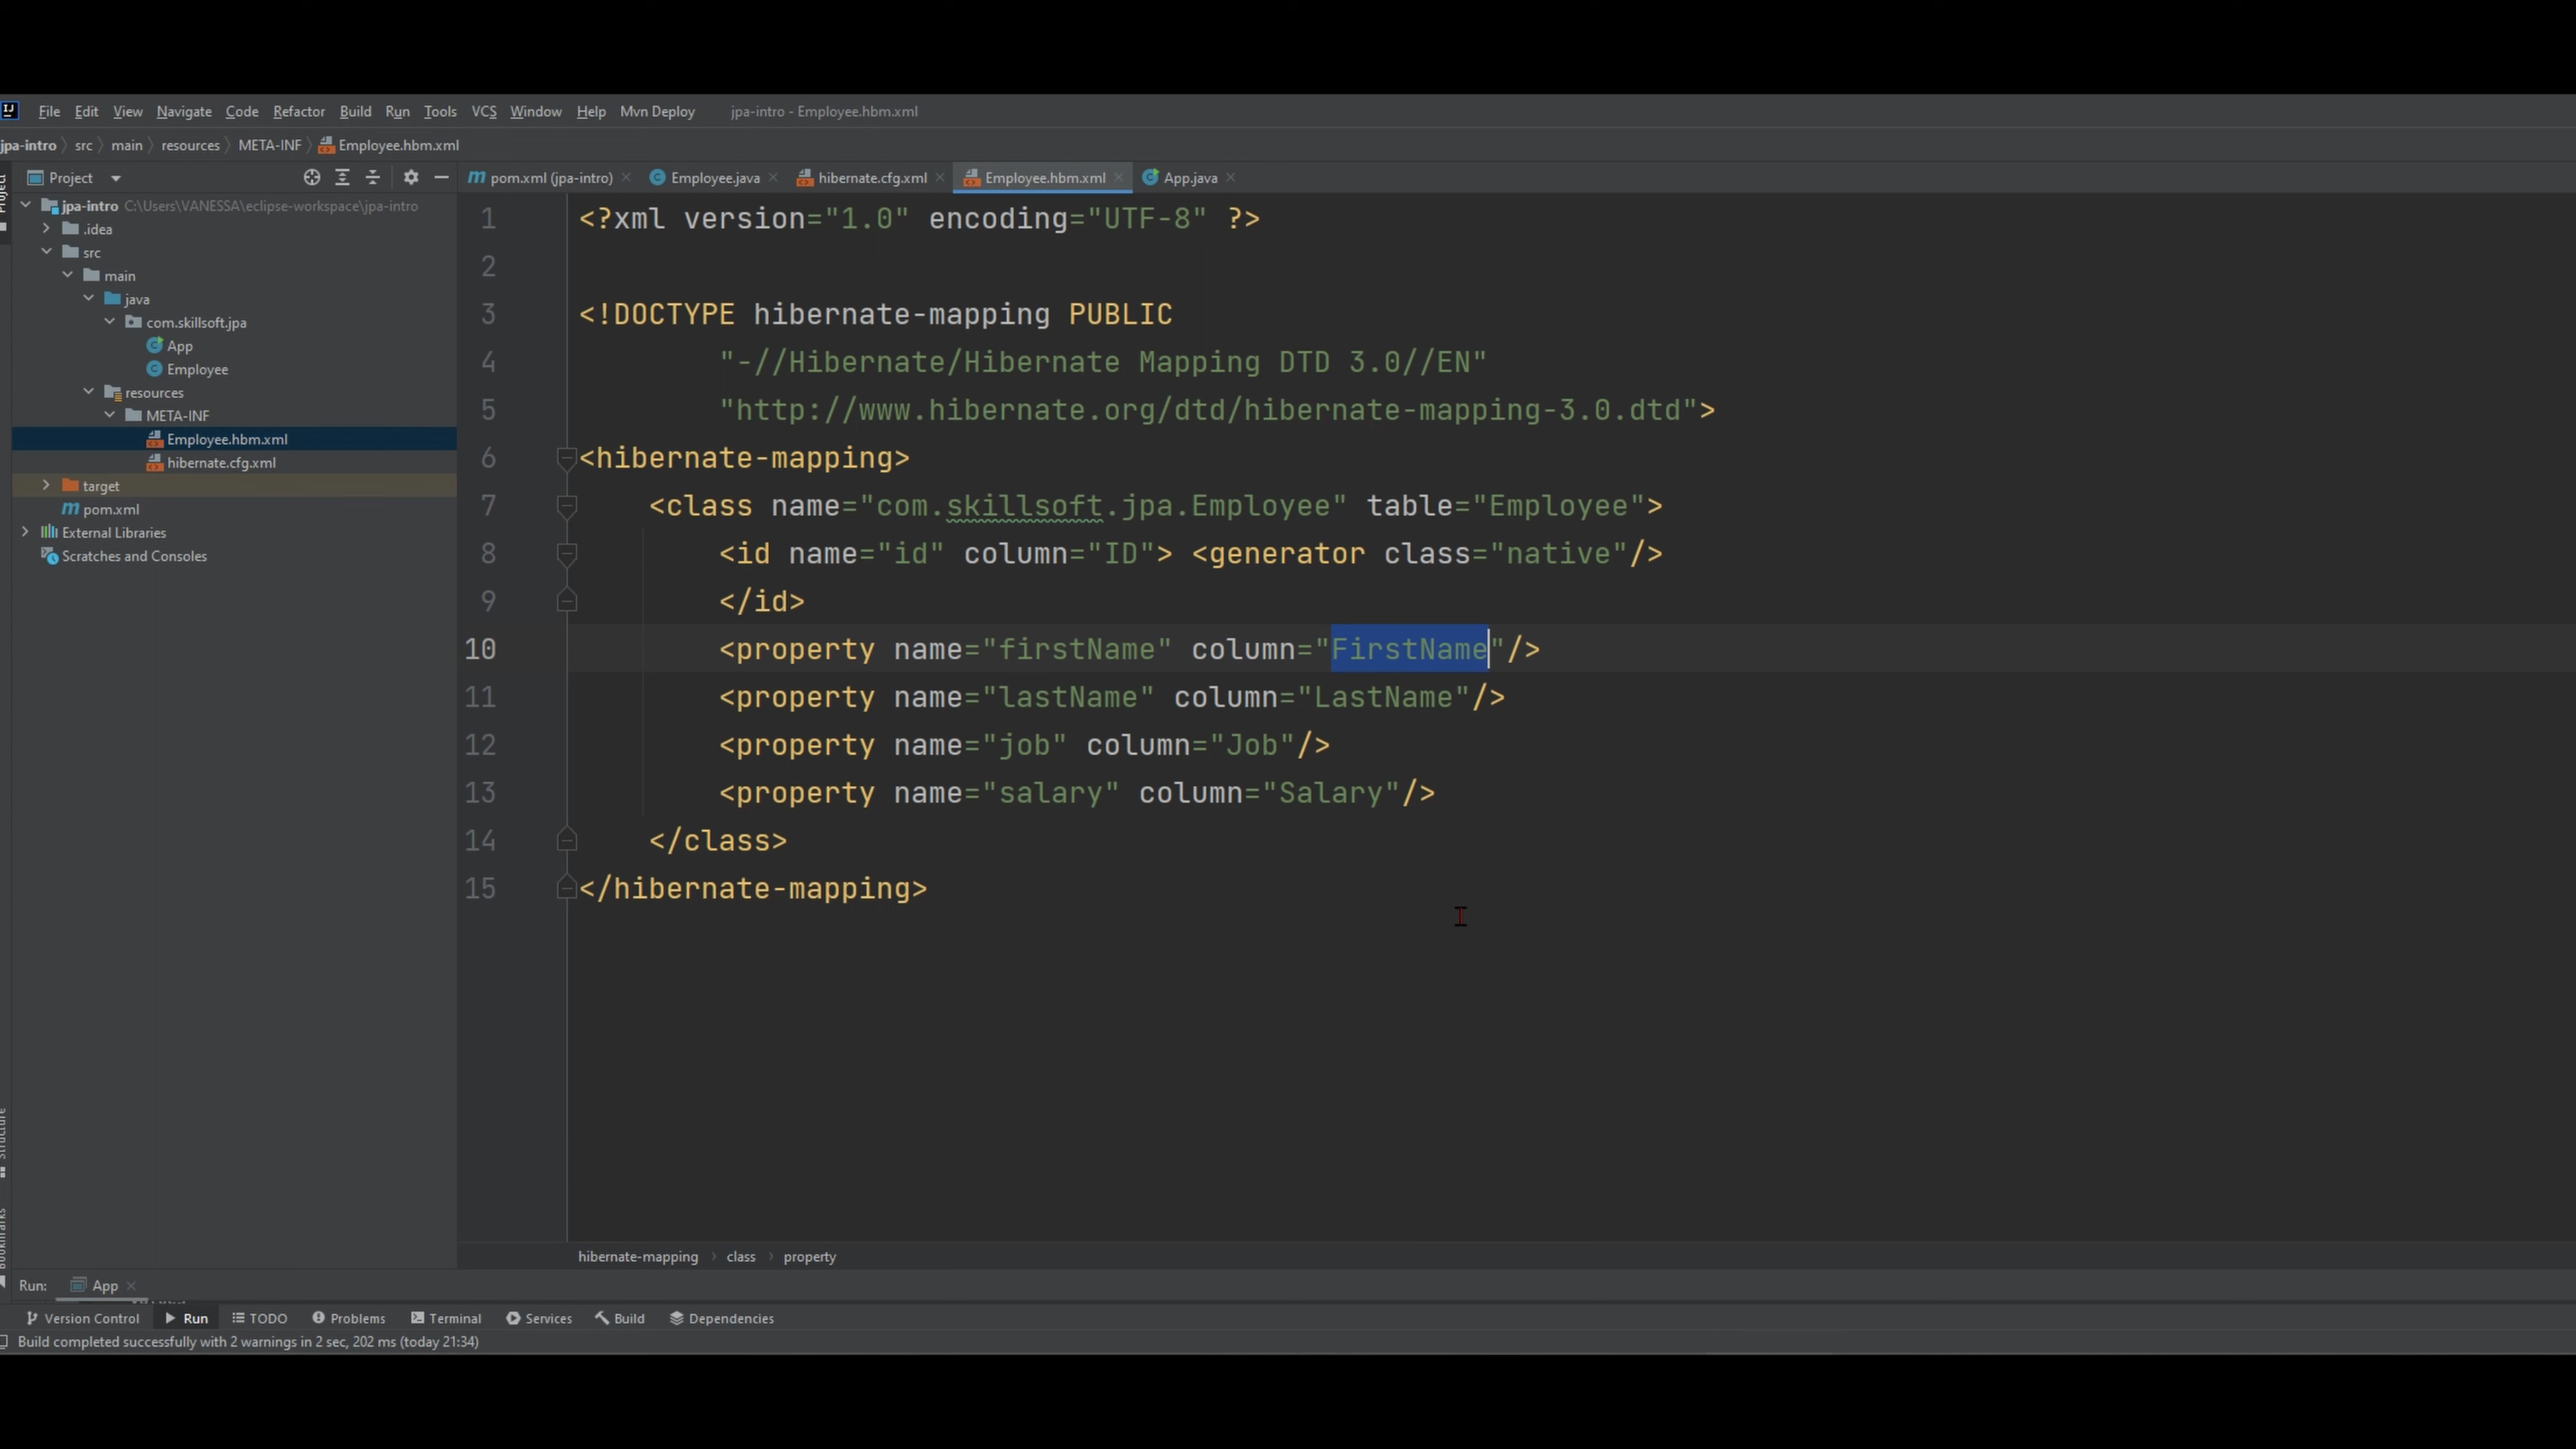 File Edit View Navigate Code Refactor Build Run Tools VCS Window Help Mvn Deploy jpa-intro - Employee.hbm.xml
jpa-intro src main resources META-INF Employee.hbm.xml
Project
pom.xml (jpa-intro) Employee.java hibernate.cfg.xml Employee.hbm.xml App.java
Project
jpa-intro C:\Users\VANESSA\eclipse-workspace\jpa-intro
.idea
src
main
java
com.skillsoft.jpa
App
Employee
resources
META-INF
Employee.hbm.xml
hibernate.cfg.xml
target
pom.xml
External Libraries
Scratches and Consoles
1 <?xml version="1.0" encoding="UTF-8" ?>
2
3 <!DOCTYPE hibernate-mapping PUBLIC
4 "-//Hibernate/Hibernate Mapping DTD 3.0//EN"
5 "http://www.hibernate.org/dtd/hibernate-mapping-3.0.dtd">
6 <hibernate-mapping>
7 <class name="com.skillsoft.jpa.Employee" table="Employee">
8 <id name="id" column="ID"> <generator class="native"/>
9 </id>
10 <property name="firstName" column="FirstName"/>
11 <property name="lastName" column="LastName"/>
12 <property name="job" column="Job"/>
13 <property name="salary" column="Salary"/>
14 </class>
15 </hibernate-mapping>
Structure
hibernate-mapping class property
Run: App
Version Control Run TODO Problems Terminal Services Build Dependencies
Build completed successfully with 2 warnings in 2 sec, 202 ms (today 21:34)